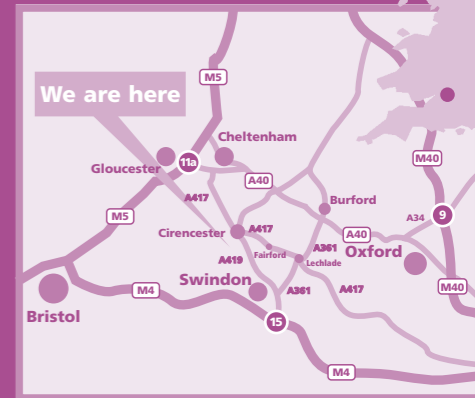 M5
We are here
Cheltenham
11a
Gloucester
M40
A40
A417
Burford
M5
A34
9
Cirencester
A417
A40
A361
Oxford
Fairford
Lechlade
A419
Swindon
M4
A361
A417
M40
Bristol
15
M4